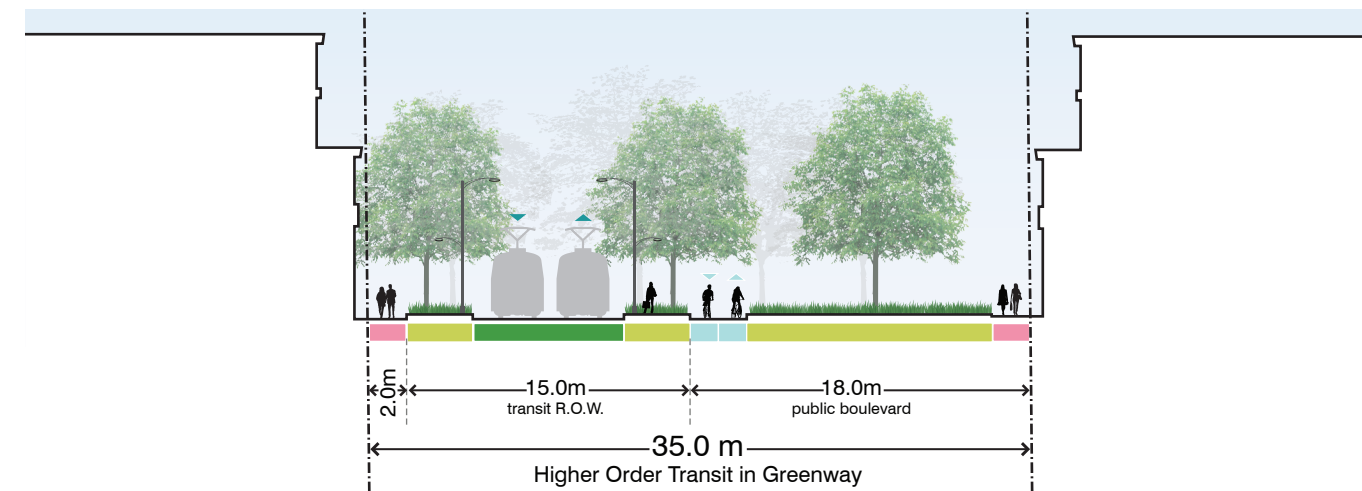 2.0m
15.0m
transit R.O.W.
18.0m
public boulevard
35.0 m
Higher Order Transit in Greenway